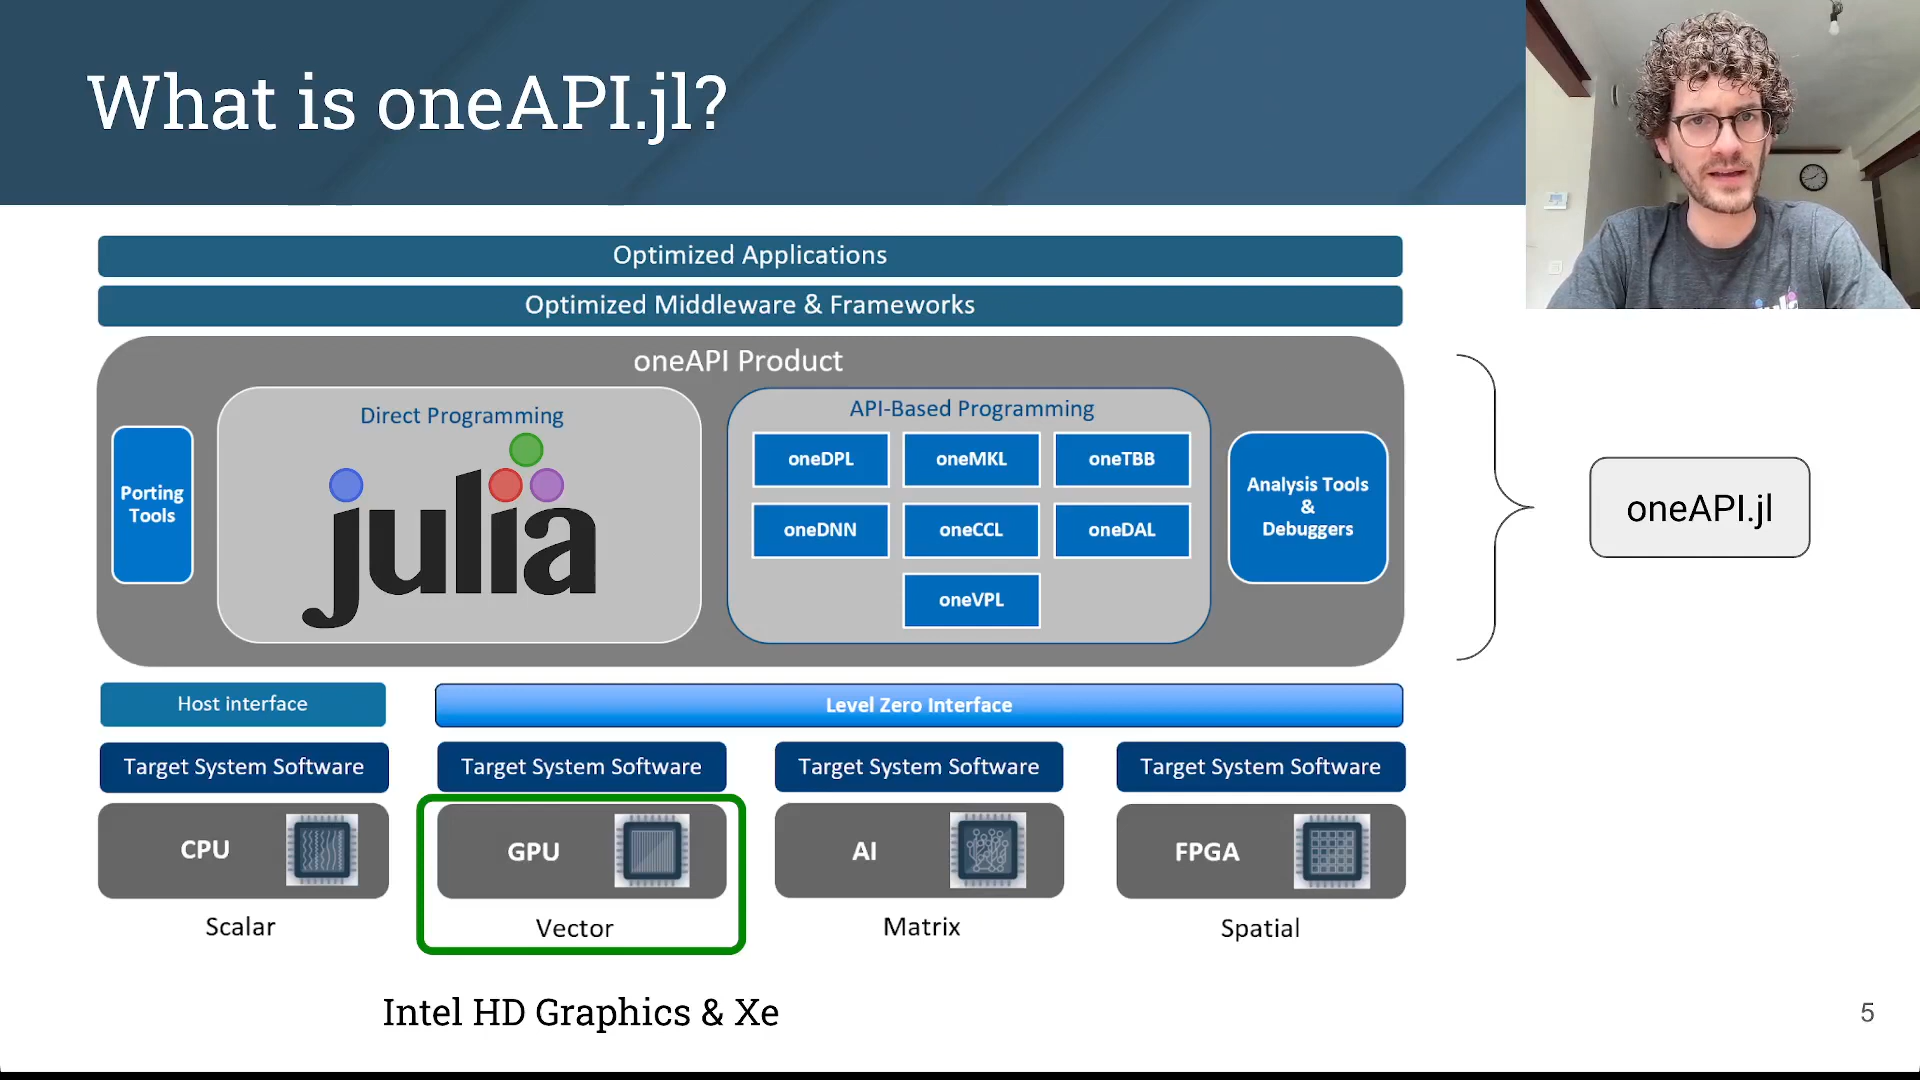 What is oneAPI.jl?
Optimized Applications
Optimized Middleware & Frameworks
oneAPI Product
Porting
Tools
Direct Programming
julia
API-Based Programming
oneDPL
oneMKL
oneTBB
oneDNN
oneCCL
oneDAL
oneVPL
Analysis Tools
&
Debuggers
oneAPI.jl
Host interface
Level Zero Interface
Target System Software
Target System Software
Target System Software
Target System Software
CPU
GPU
AI
FPGA
Scalar
Vector
Matrix
Spatial
Intel HD Graphics & Xe
5